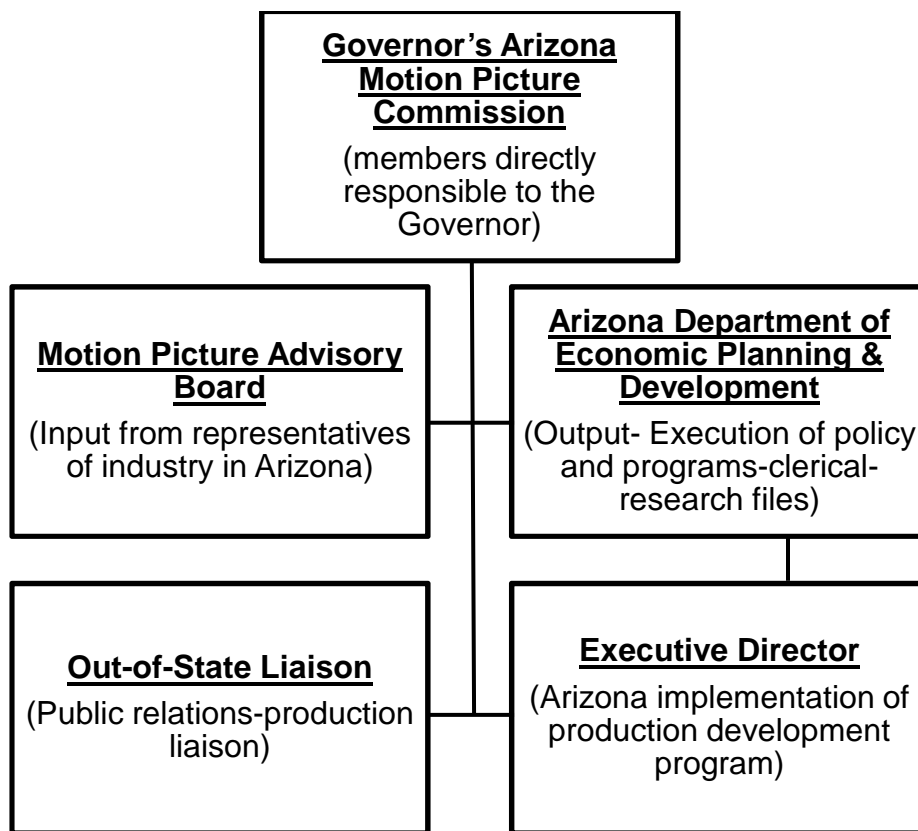 Governor’s Arizona
Motion Picture
Commission
(members directly
responsible to the
Governor)
Motion Picture Advisory
Board
(Input from representatives
of industry in Arizona)
Arizona Department of
Economic Planning &
Development
(Output- Execution of policy
and programs-clerical-
research files)
Out-of-State Liaison
(Public relations-production
liaison)
Executive Director
(Arizona implementation of
production development
program)